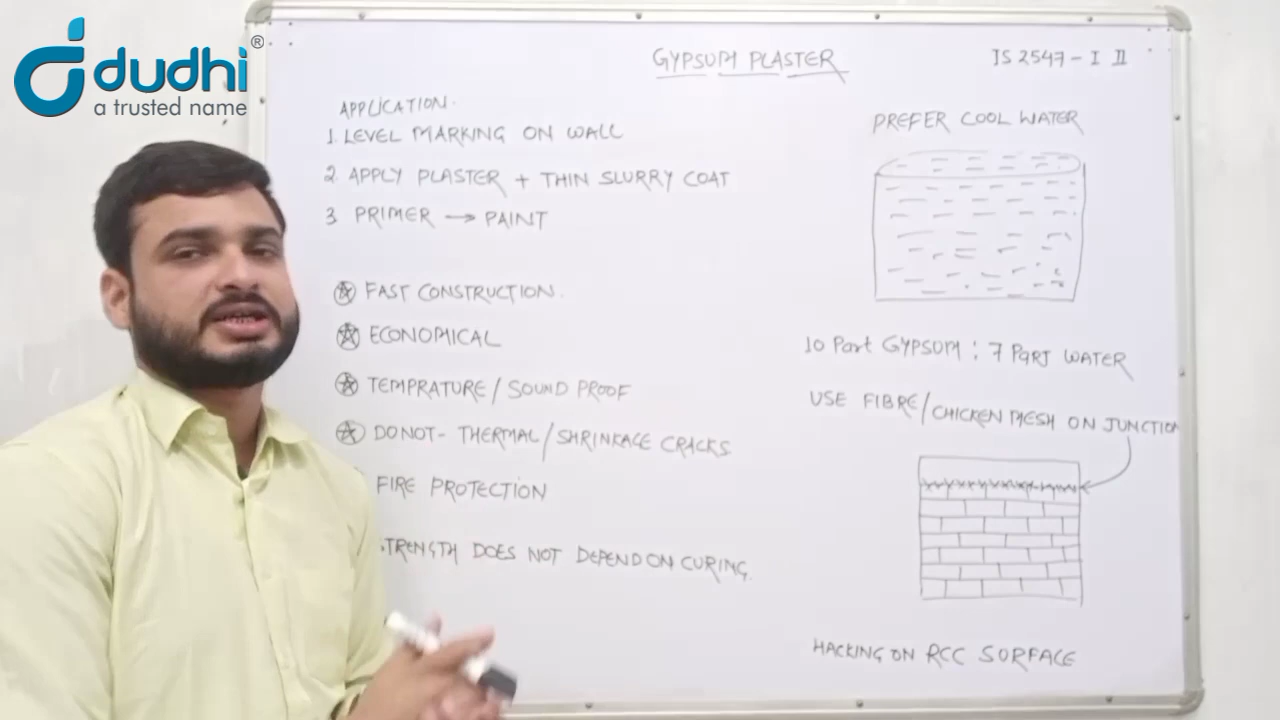 dudhi®
a trusted name
GYPSUM PLASTER
IS 2547 - I II
APPLICATION.
1. LEVEL MARKING ON WALL
2. APPLY PLASTER + THIN SLURRY COAT
3 PRIMER → PAINT
FAST CONSTRUCTION.
ECONOMICAL
TEMPRATURE/SOUND PROOF
DO NOT- THERMAL/SHRINKAGE CRACKS
FIRE PROTECTION
STRENGTH DOES NOT DEPEND ON CURING.
PREFER COOL WATER
10 Part GYPSUM : 7 PART WATER
USE FIBRE/CHICKEN MESH ON JUNCTION
HACKING ON RCC SORFACE